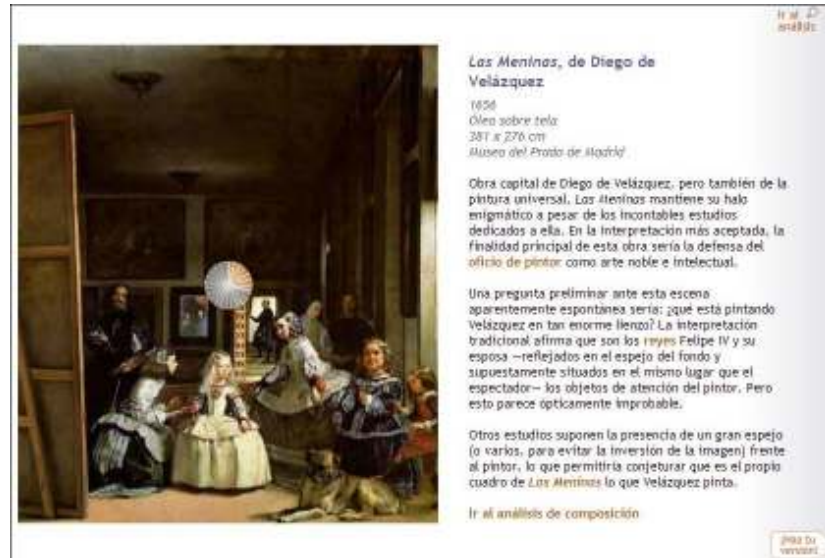 Ir al
análisis
Las Meninas, de Diego de
Velázquez
1656
Óleo sobre tela
381 x 276 cm
Museo del Prado de Madrid
Obra capital de Diego de Velázquez, pero también de la
pintura universal, Las Meninas mantiene su halo
enigmático a pesar de los incontables estudios
dedicados a ella. En la interpretación más aceptada, la
finalidad principal de esta obra sería la defensa del
oficio de pintor como arte noble e intelectual.
Una pregunta preliminar ante esta escena
aparentemente espontánea sería: ¿qué está pintando
Velázquez en tan enorme lienzo? La interpretación
tradicional afirma que son los reyes Felipe IV y su
esposa —reflejados en el espejo del fondo y
supuestamente situados en el mismo lugar que el
espectador— los objetos de atención del pintor. Pero
esto parece ópticamente improbable.
Otros estudios suponen la presencia de un gran espejo
(o varios, para evitar la inversión de la imagen) frente
al pintor, lo que permitiría conjeturar que es el propio
cuadro de Las Meninas lo que Velázquez pinta.
Ir al análisis de composición
¡Haz tu
versión!